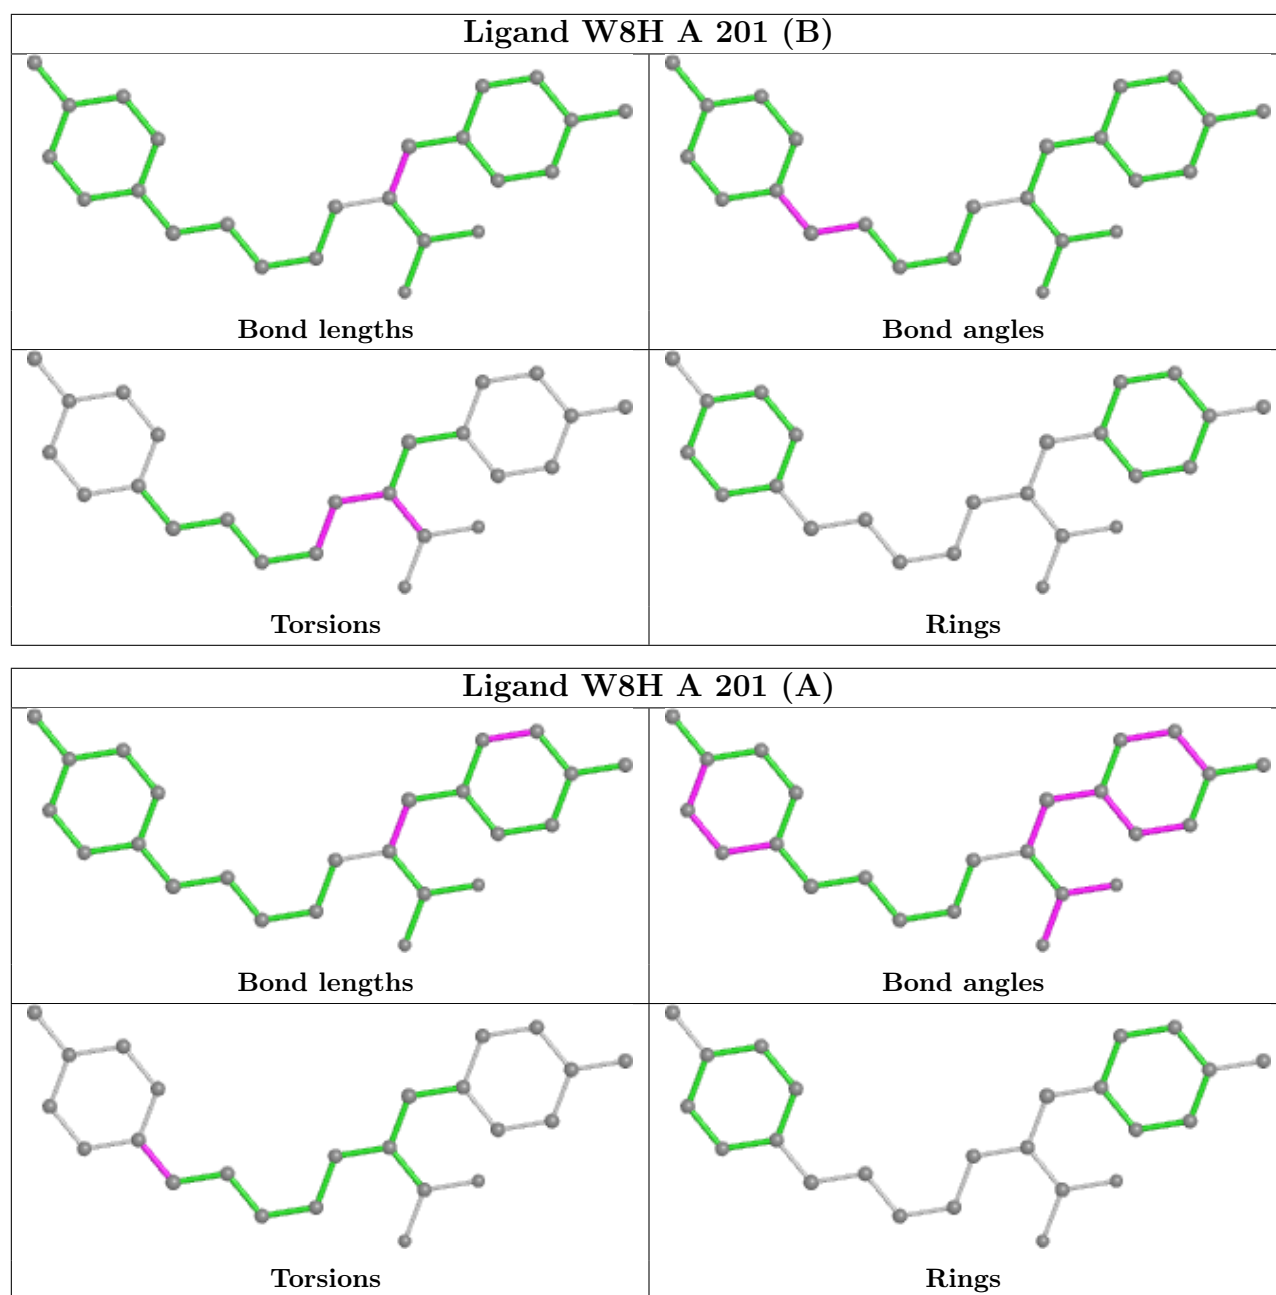 Ligand W8H A 201 (B)
Bond lengths
Bond angles
Torsions
Rings
Ligand W8H A 201 (A)
Bond lengths
Bond angles
Torsions
Rings